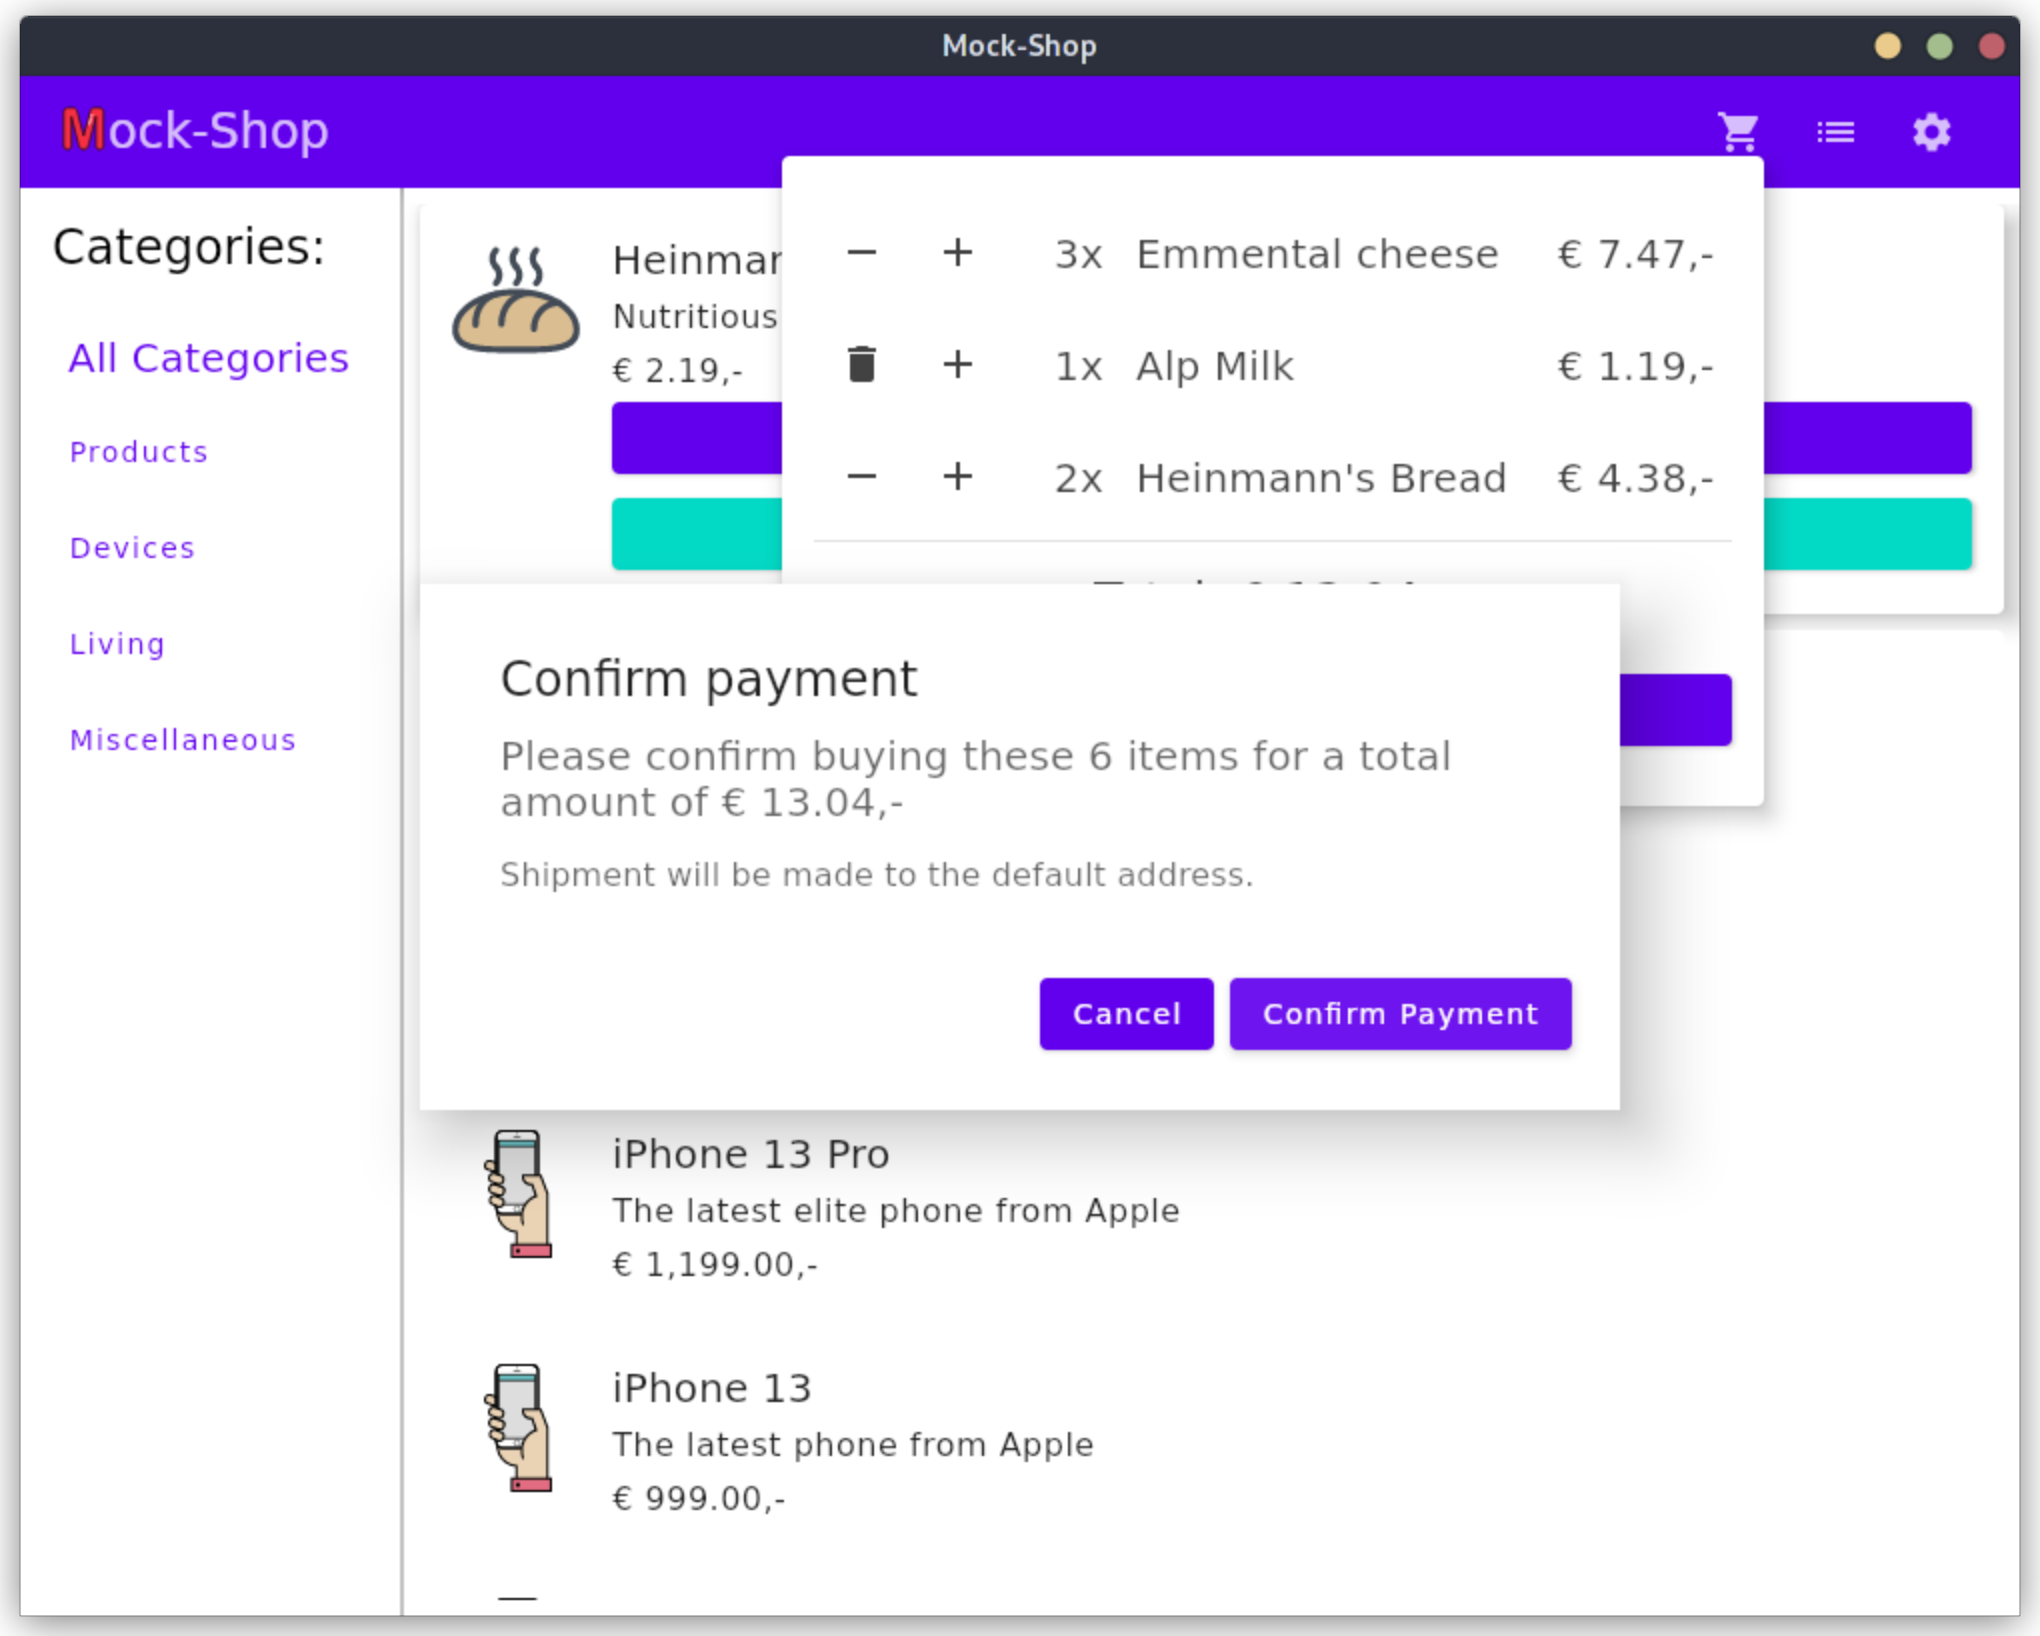 Mock-Shop
Mock-Shop
Categories:
All Categories
Products
Devices
Living
Miscellaneous
Nutritious
€ 2.19,-
3x Emmental cheese € 7.47,-
1x Alp Milk € 1.19,-
2x Heinmann's Bread € 4.38,-
Confirm payment
Please confirm buying these 6 items for a total
amount of € 13.04,-
Shipment will be made to the default address.
Cancel
Confirm Payment
iPhone 13 Pro
The latest elite phone from Apple
€ 1,199.00,-
iPhone 13
The latest phone from Apple
€ 999.00,-